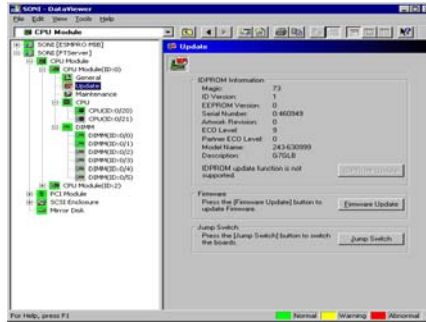 SONI - DataViewer
File Edit View Tools Help
CPU Module
SONI [ESMPRO MSB]
SONI [FTServer]
CPU Module
CPU Module(ID:0)
General
Update
Maintenance
CPU
CPU(ID:0/20)
CPU(ID:0/21)
DIMM
DIMM(ID:0/0)
DIMM(ID:0/1)
DIMM(ID:0/2)
DIMM(ID:0/3)
DIMM(ID:0/4)
DIMM(ID:0/5)
CPU Module(ID:2)
PCI Module
SCSI Enclosure
Mirror Disk
Update
IDPROM Information
Magic: 73
ID Version: 1
EEPROM Version: 0
Serial Number: 0.460949
Artwork Revision: 0
ECO Level: 9
Partner ECO Level: 0
Model Name: 243-630999
Description: G7GLB
IDPROM update function is not
supported.
Firmware
Press the [Firmware Update] button to
update Firmware.
Firmware Update
Jump Switch
Press the [Jump Switch] button to switch
the boards.
Jump Switch
For Help, press F1
Normal
Warning
Abnormal